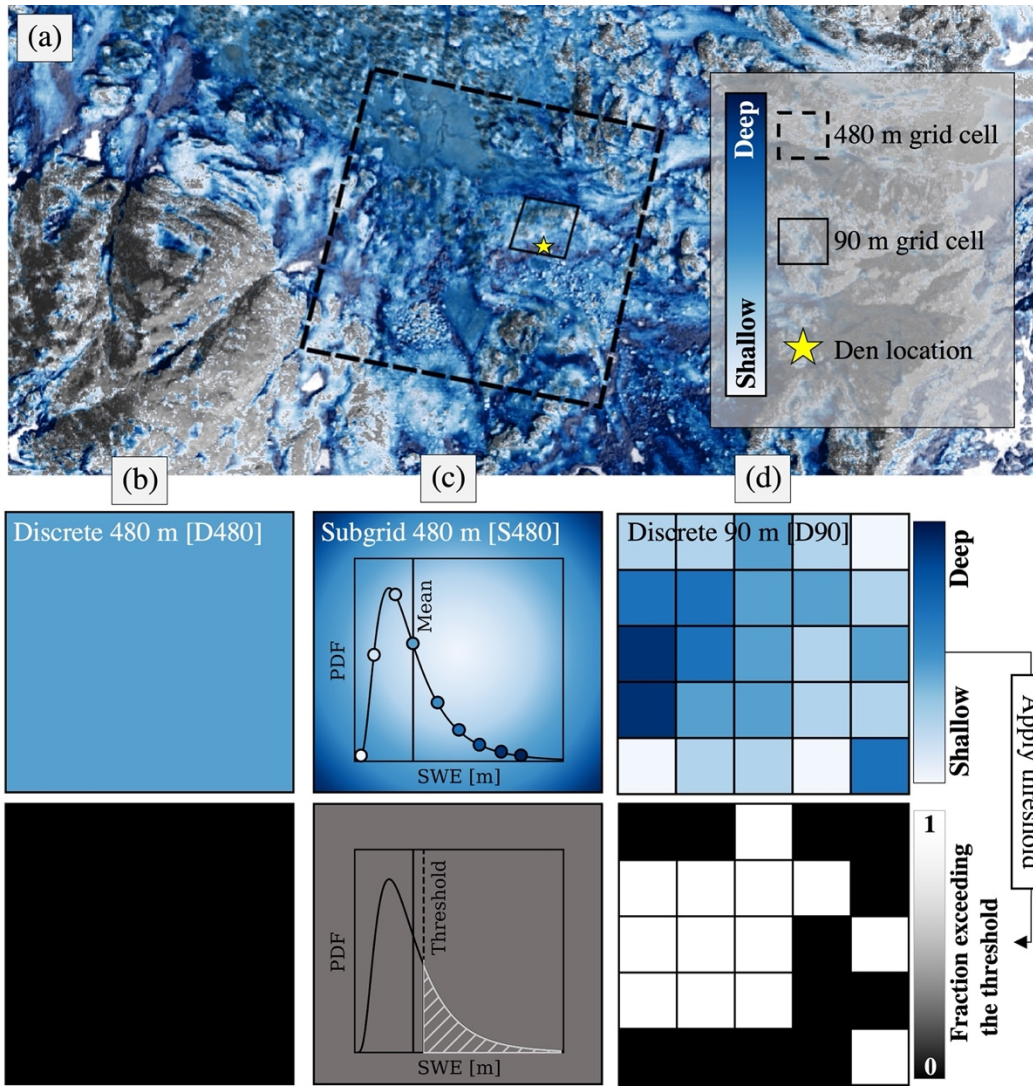 (a)
Deep
Shallow
480 m grid cell
90 m grid cell
Den location
(b)
(c)
(d)
Discrete 480 m [D480]
Subgrid 480 m [S480]
Discrete 90 m [D90]
PDF
Mean
SWE [m]
Deep
Shallow
Apply threshold
PDF
Threshold
SWE [m]
1
0
Fraction exceeding
the threshold